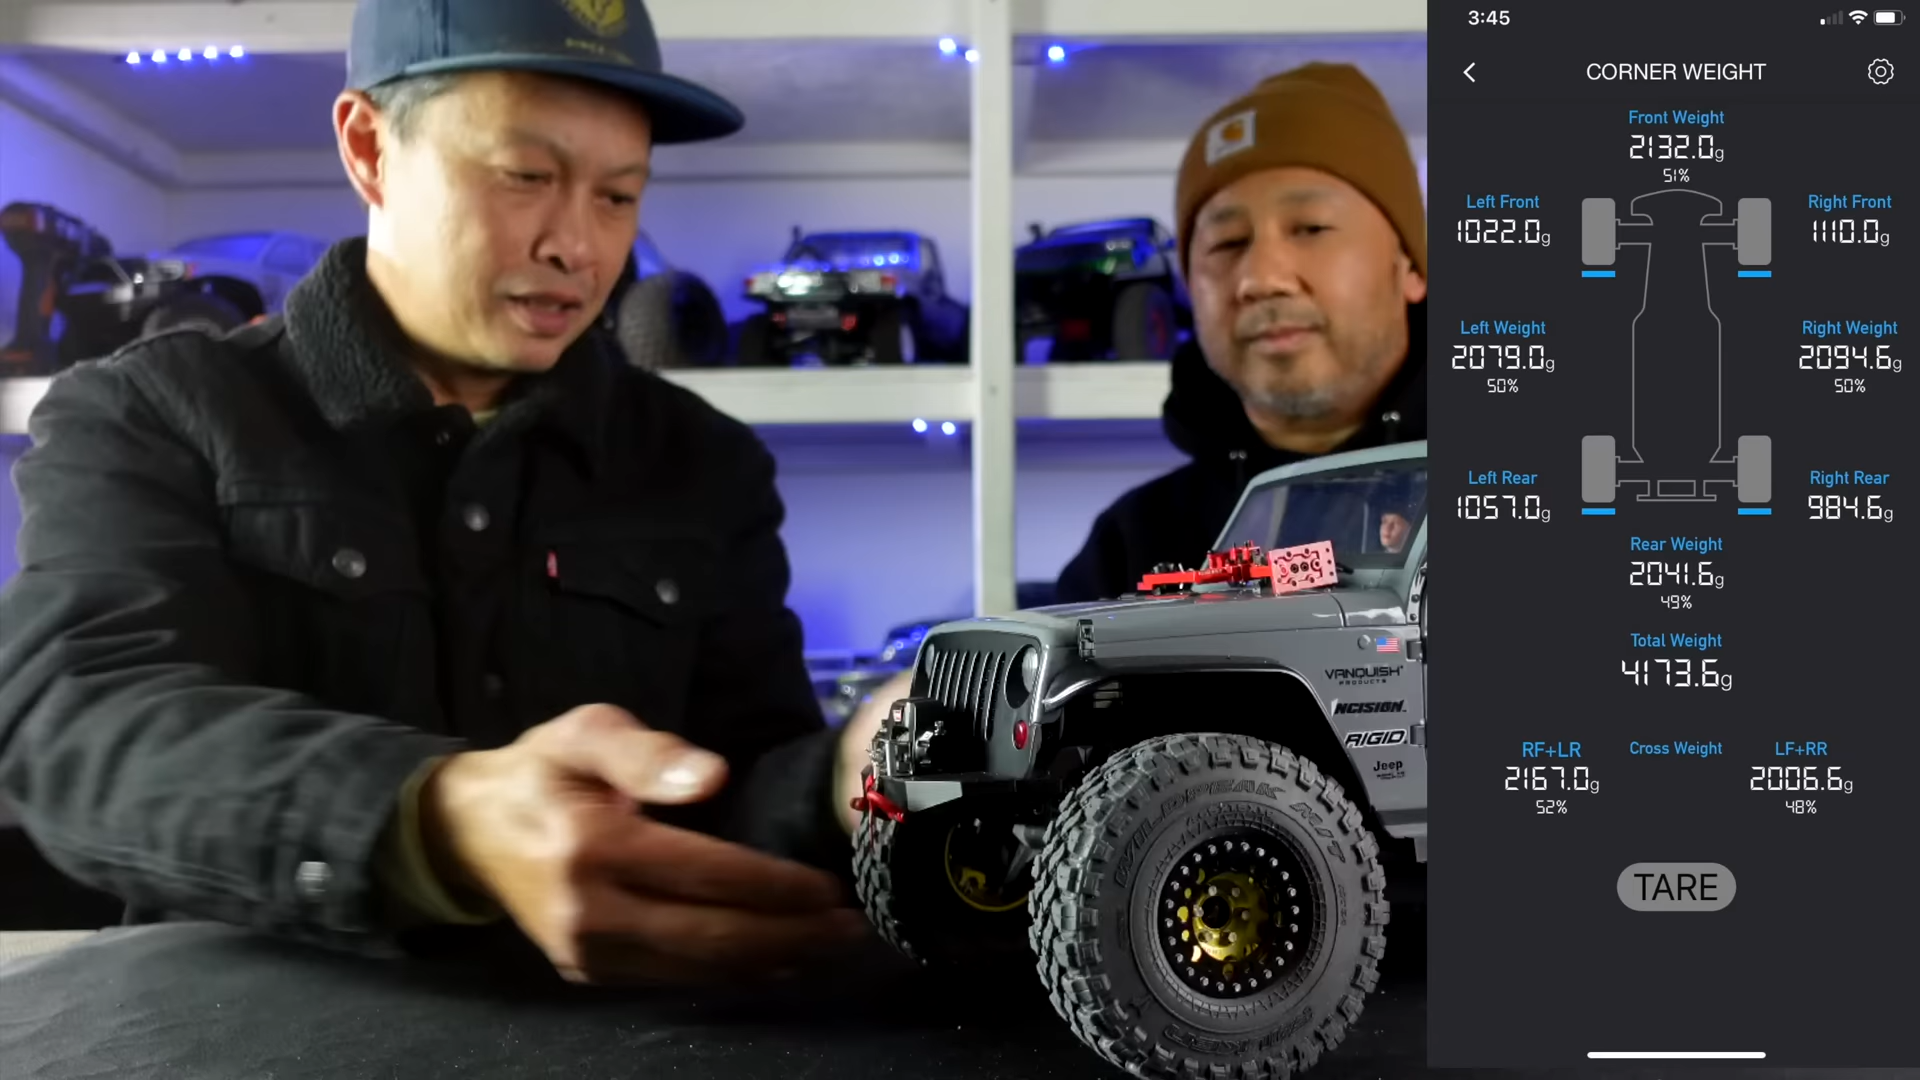 3:45
CORNER WEIGHT
Front Weight
2132.0g
51%
Left Front
1022.0g
Right Front
1110.0g
Left Weight
2079.0g
50%
Right Weight
2094.6g
50%
Left Rear
1057.0g
Right Rear
984.6g
Rear Weight
2041.6g
49%
Total Weight
4173.6g
RF+LR
2167.0g
52%
Cross Weight
LF+RR
2006.6g
48%
TARE
VANQUISH
PRODUCTS
INCISION
RIGID
Jeep
WILDPEAK M/T